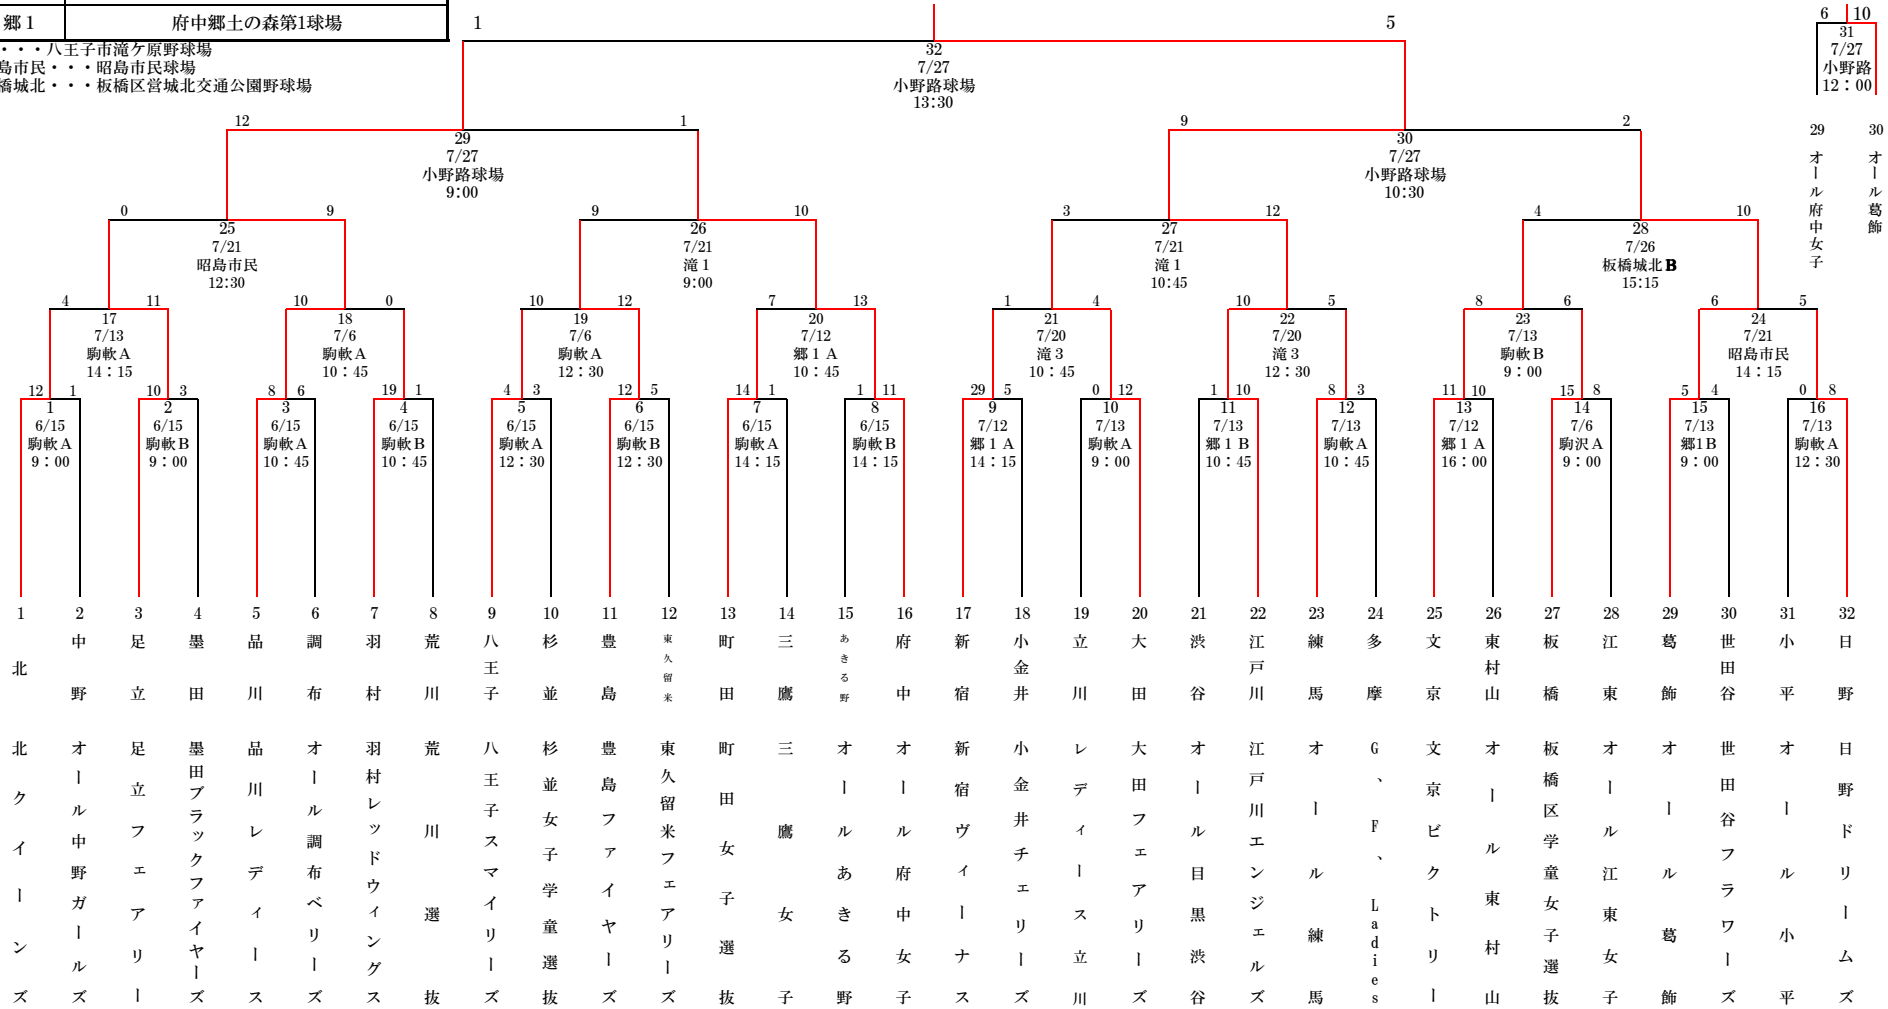 郷１ 府中郷土の森第1球場
・・・八王子市滝ケ原野球場
島市民・・・昭島市民球場
橋城北・・・板橋区営城北交通公園野球場
1 5
32
7/27
小野路球場
13:30
6 10
31
7/27
小野路
12：00
29 オール府中女子
30 オール葛飾
12 1
29
7/27
小野路球場
9:00
9 2
30
7/27
小野路球場
10:30
0 9
25
7/21
昭島市民
12:30
9 10
26
7/21
滝１
9:00
3 12
27
7/21
滝１
10:45
4 10
28
7/26
板橋城北B
15:15
4 11
17
7/13
駒軟Ａ
14：15
10 0
18
7/6
駒軟Ａ
10：45
10 12
19
7/6
駒軟Ａ
12：30
7 13
20
7/12
郷１Ａ
10：45
1 4
21
7/20
滝３
10：45
10 5
22
7/20
滝３
12：30
8 6
23
7/13
駒軟Ｂ
9：00
6 5
24
7/21
昭島市民
14：15
12 1
1
6/15
駒軟Ａ
9：00
10 3
2
6/15
駒軟Ｂ
9：00
8 6
3
6/15
駒軟Ａ
10：45
19 1
4
6/15
駒軟Ｂ
10：45
4 3
5
6/15
駒軟Ａ
12：30
12 5
6
6/15
駒軟Ｂ
12：30
14 1
7
6/15
駒軟Ａ
14：15
1 11
8
6/15
駒軟Ｂ
14：15
29 5
9
7/12
郷１Ａ
14：15
0 12
10
7/13
駒軟Ａ
9：00
1 10
11
7/13
郷１Ｂ
10：45
8 3
12
7/13
駒軟Ａ
10：45
11 10
13
7/12
郷１Ａ
16：00
15 8
14
7/6
駒沢Ａ
9：00
5 4
15
7/13
郷1Ｂ
9：00
0 8
16
7/13
駒軟Ａ
12：30
1 北 北クイーンズ
2 中野 オール中野ガールズ
3 足立 足立フェアリー
4 墨田 墨田ブラックファイヤーズ
5 品川 品川レディース
6 調布 オール調布ベリーズ
7 羽村 羽村レッドウィングス
8 荒川 荒川選抜
9 八王子 八王子スマイリーズ
10 杉並 杉並女子学童選抜
11 豊島 豊島ファイヤーズ
12 東久留米 東久留米フェアリーズ
13 町田 町田女子選抜
14 三鷹 三鷹女子
15 あきる野 オールあきる野
16 府中 オール府中女子
17 新宿 新宿ヴィーナス
18 小金井 小金井チェリーズ
19 立川 レディース立川
20 大田 大田フェアリーズ
21 渋谷 オール目黒渋谷
22 江戸川 江戸川エンジェルズ
23 練馬 オール練馬
24 多摩 G、F、Ladies
25 文京 文京ビクトリー
26 東村山 オール東村山
27 板橋 板橋区学童女子選抜
28 江東 オール江東女子
29 葛飾 オール葛飾
30 世田谷 世田谷フラワーズ
31 小平 オール小平
32 日野 日野ドリームズ